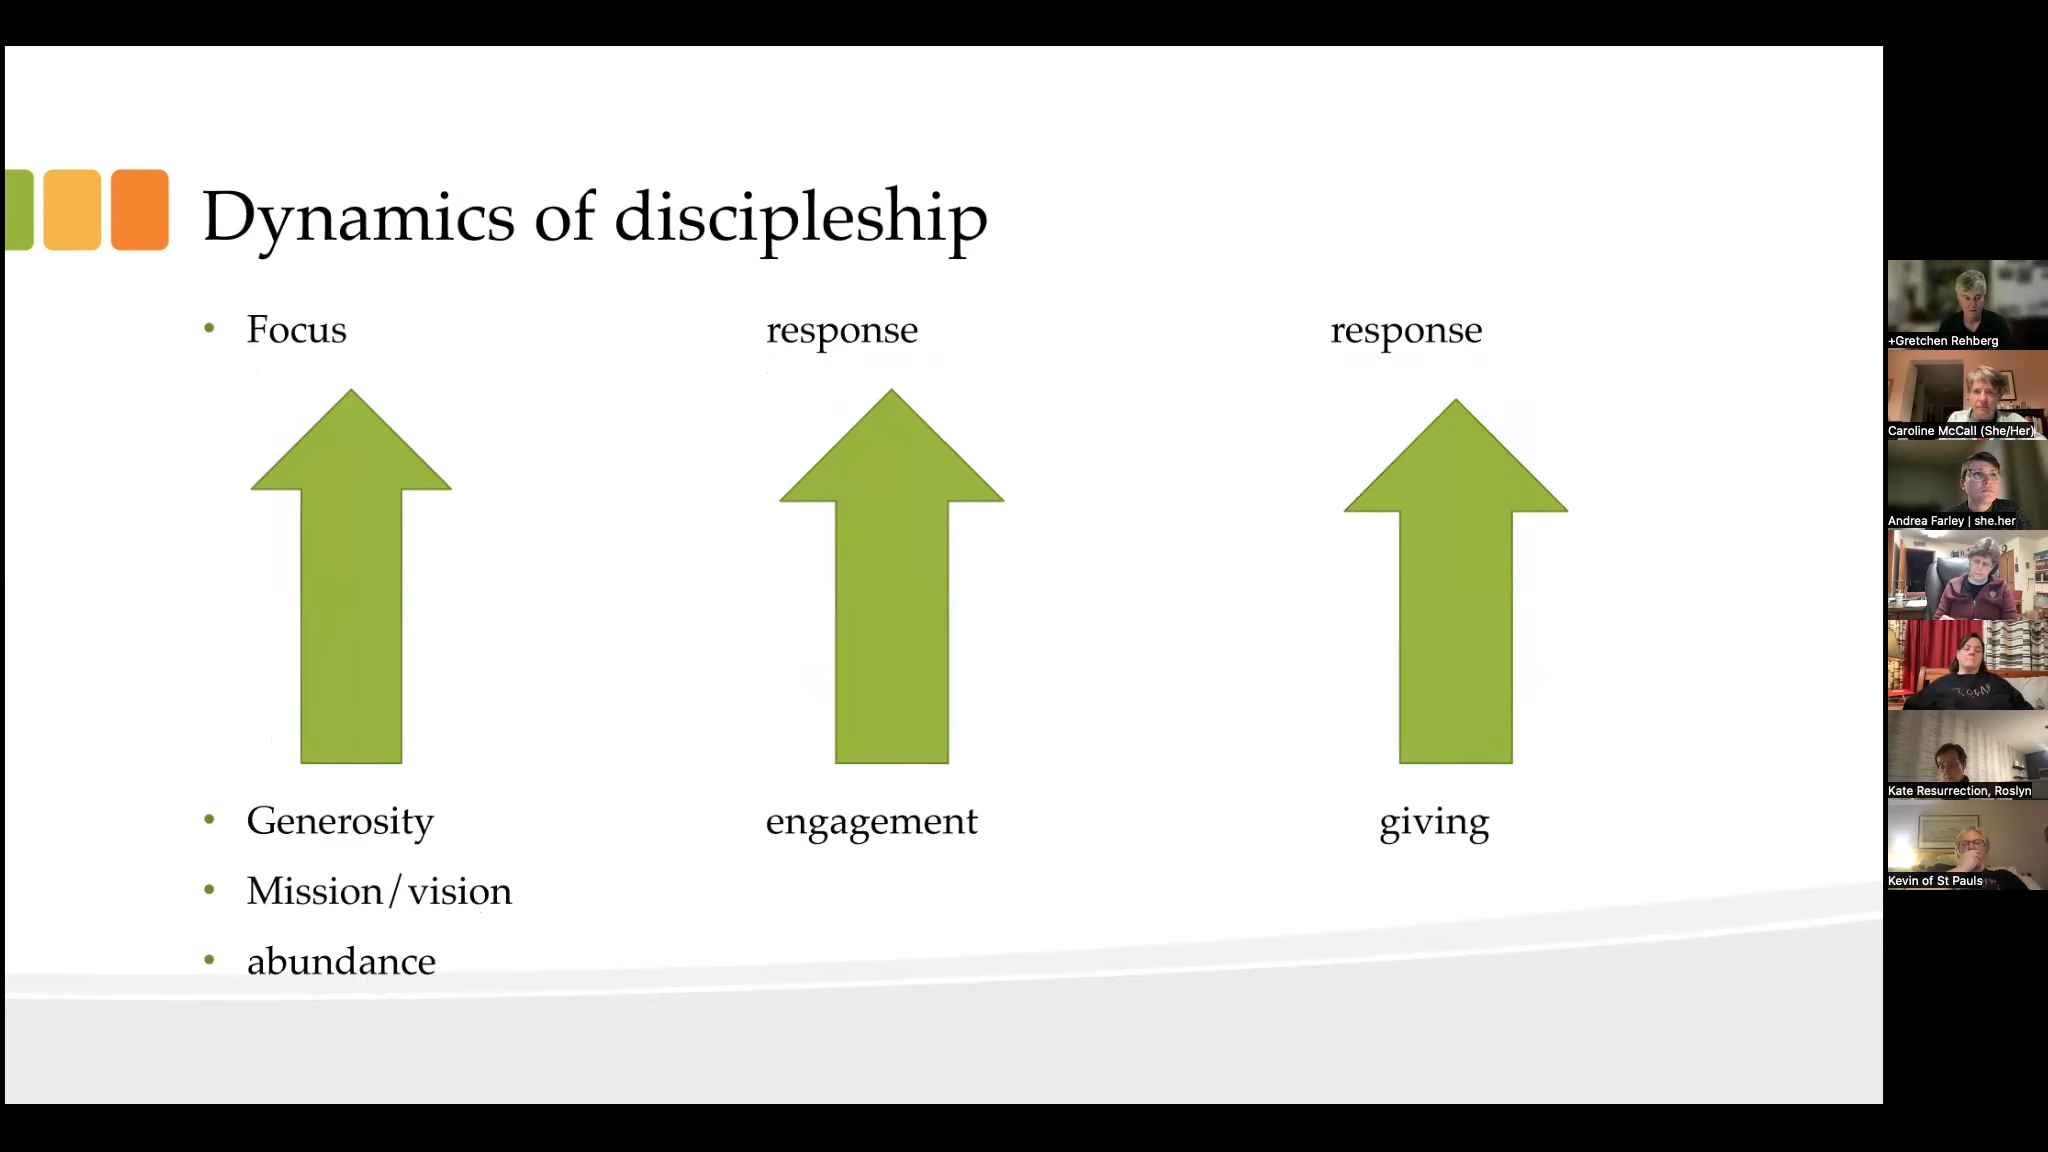 Dynamics of discipleship
• Focus response response
• Generosity engagement giving
• Mission/vision
• abundance
+Gretchen Rehberg
Caroline McCall (She/Her)
Andrea Farley | she.her
Kate Resurrection, Roslyn
Kevin of St Pauls